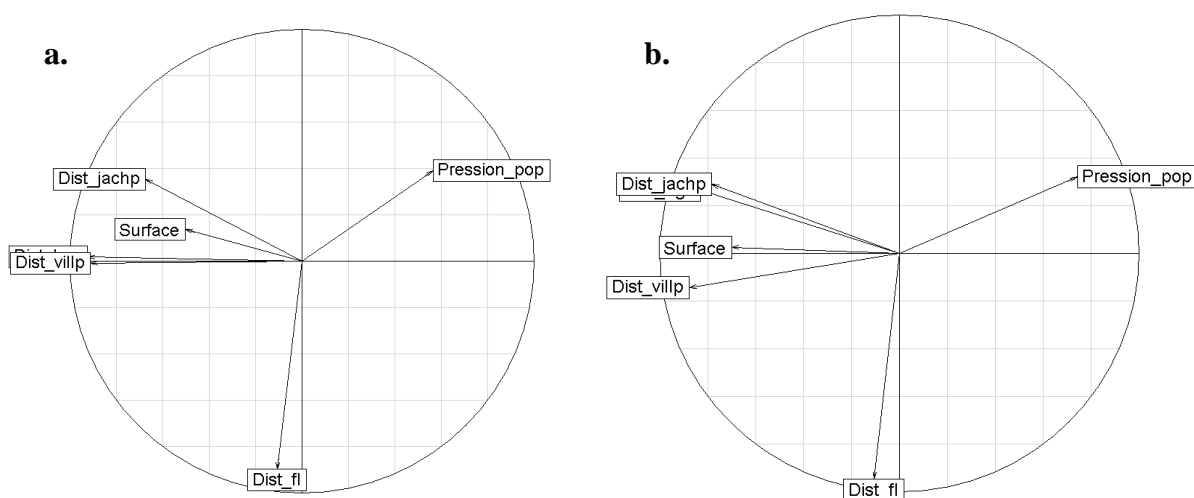 a.
Pression_pop
Dist_jachp
Surface
Dist_villp
Dist_fl
b.
Pression_pop
Dist_jachp
Surface
Dist_villp
Dist_fl